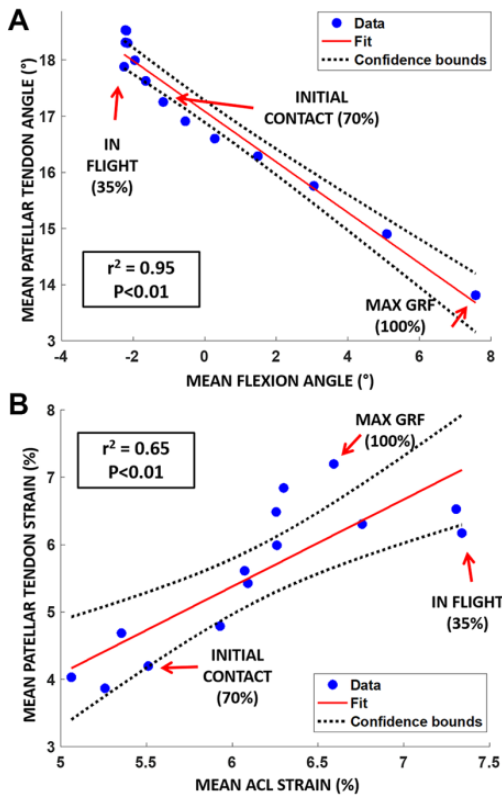 A
MEAN PATELLAR TENDON ANGLE (°)
18
17
16
15
14
13
Data
Fit
Confidence bounds
INITIAL
CONTACT (70%)
IN
FLIGHT
(35%)
r² = 0.95
P<0.01
MAX GRF
(100%)
-4
-2
0
2
4
6
8
MEAN FLEXION ANGLE (°)
B
MEAN PATELLAR TENDON STRAIN (%)
8
7
6
5
4
3
r² = 0.65
P<0.01
MAX GRF
(100%)
IN FLIGHT
(35%)
INITIAL
CONTACT
(70%)
Data
Fit
Confidence bounds
5
5.5
6
6.5
7
7.5
MEAN ACL STRAIN (%)